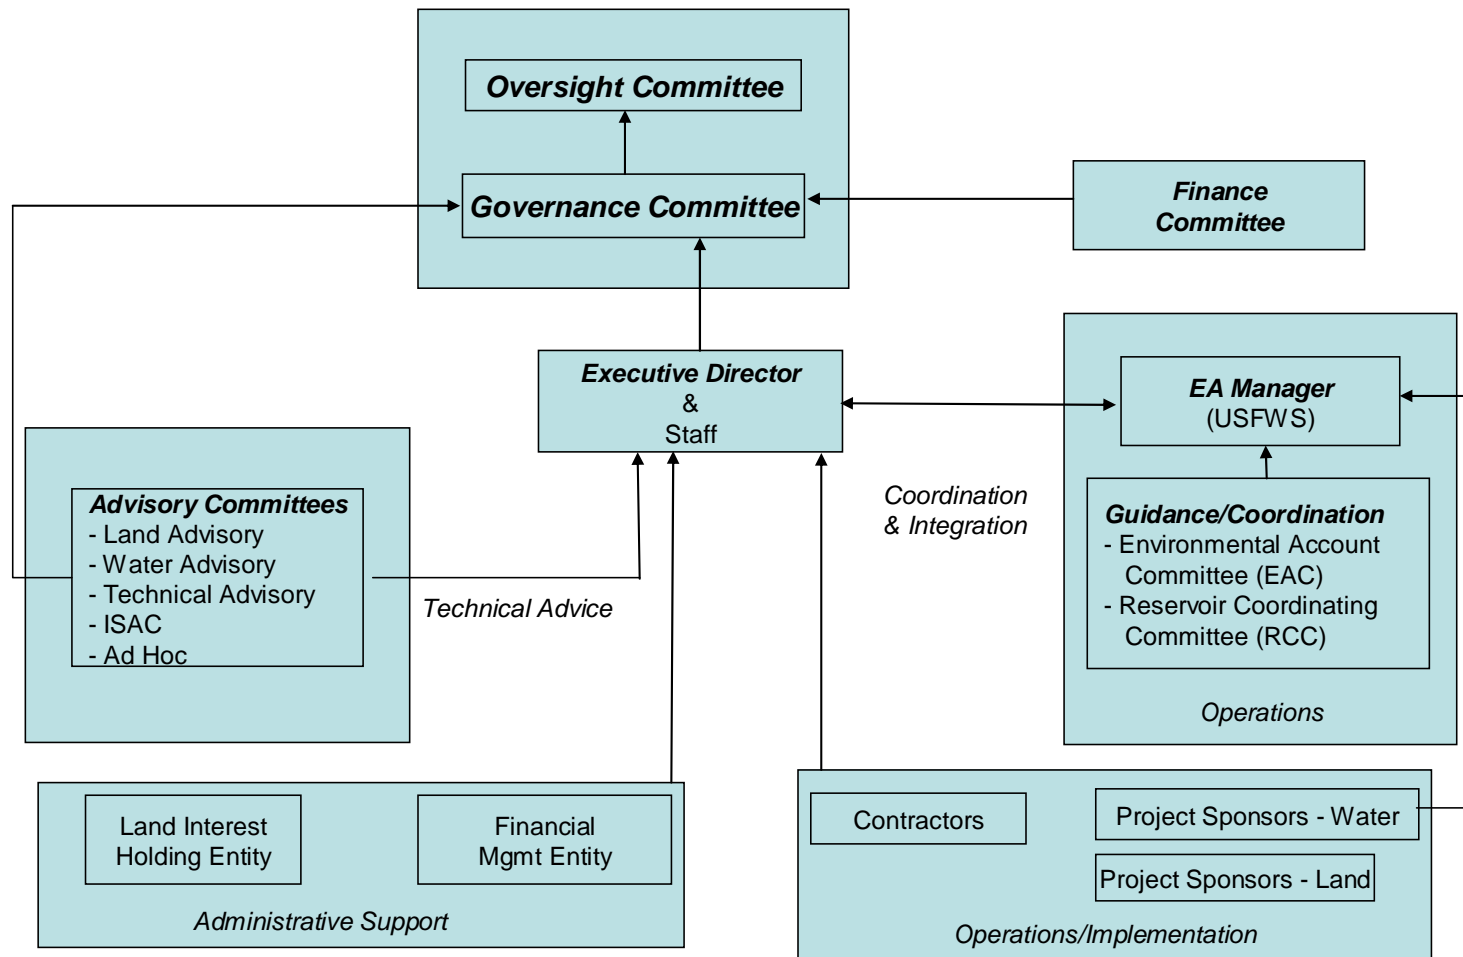 Oversight Committee
Governance Committee
Finance
Committee
Executive Director
&
Staff
EA Manager
(USFWS)
Coordination
& Integration
Guidance/Coordination
- Environmental Account
Committee (EAC)
- Reservoir Coordinating
Committee (RCC)
Operations
Advisory Committees
- Land Advisory
- Water Advisory
- Technical Advisory
- ISAC
- Ad Hoc
Technical Advice
Land Interest
Holding Entity
Financial
Mgmt Entity
Administrative Support
Contractors
Project Sponsors - Water
Project Sponsors - Land
Operations/Implementation